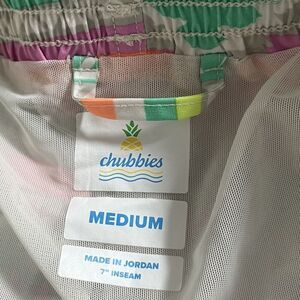 chubbies
MEDIUM
MADE IN JORDAN
7" INSEAM